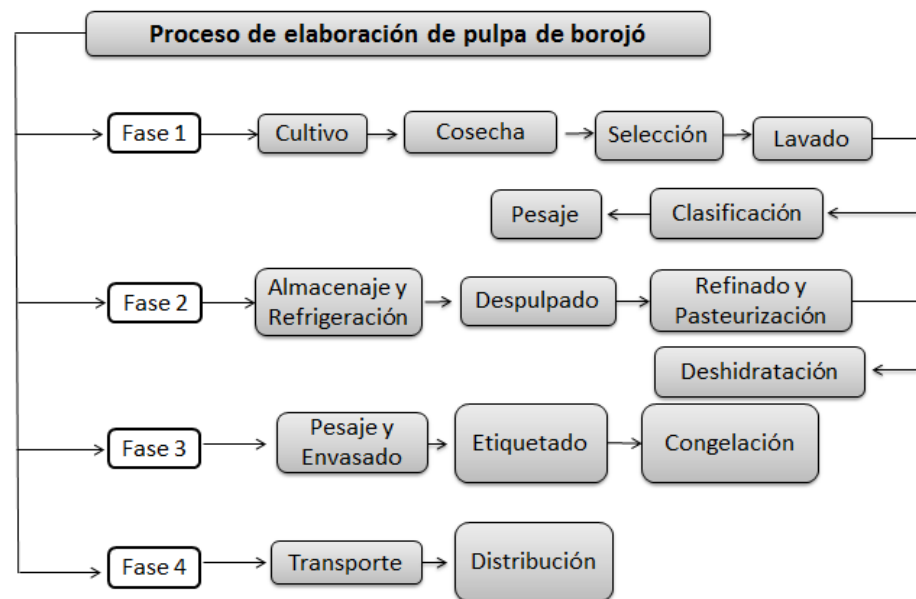 Proceso de elaboración de pulpa de borojó
Fase 1
Cultivo
Cosecha
Selección
Lavado
Clasificación
Pesaje
Fase 2
Almacenaje y
Refrigeración
Despulpado
Refinado y
Pasteurización
Deshidratación
Fase 3
Pesaje y
Envasado
Etiquetado
Congelación
Fase 4
Transporte
Distribución